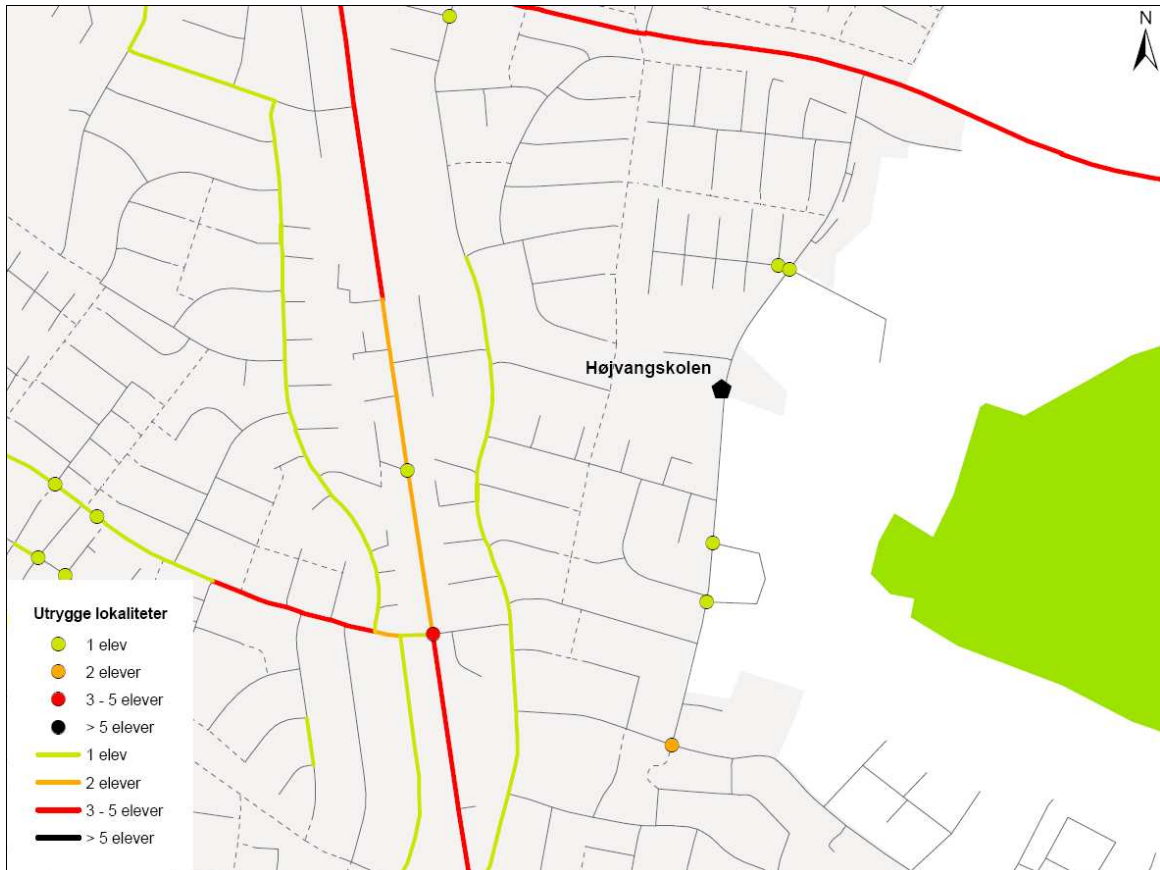 N
Højvangskolen
Utrygge lokaliteter
1 elev
2 elever
3 - 5 elever
> 5 elever
1 elev
2 elever
3 - 5 elever
> 5 elever